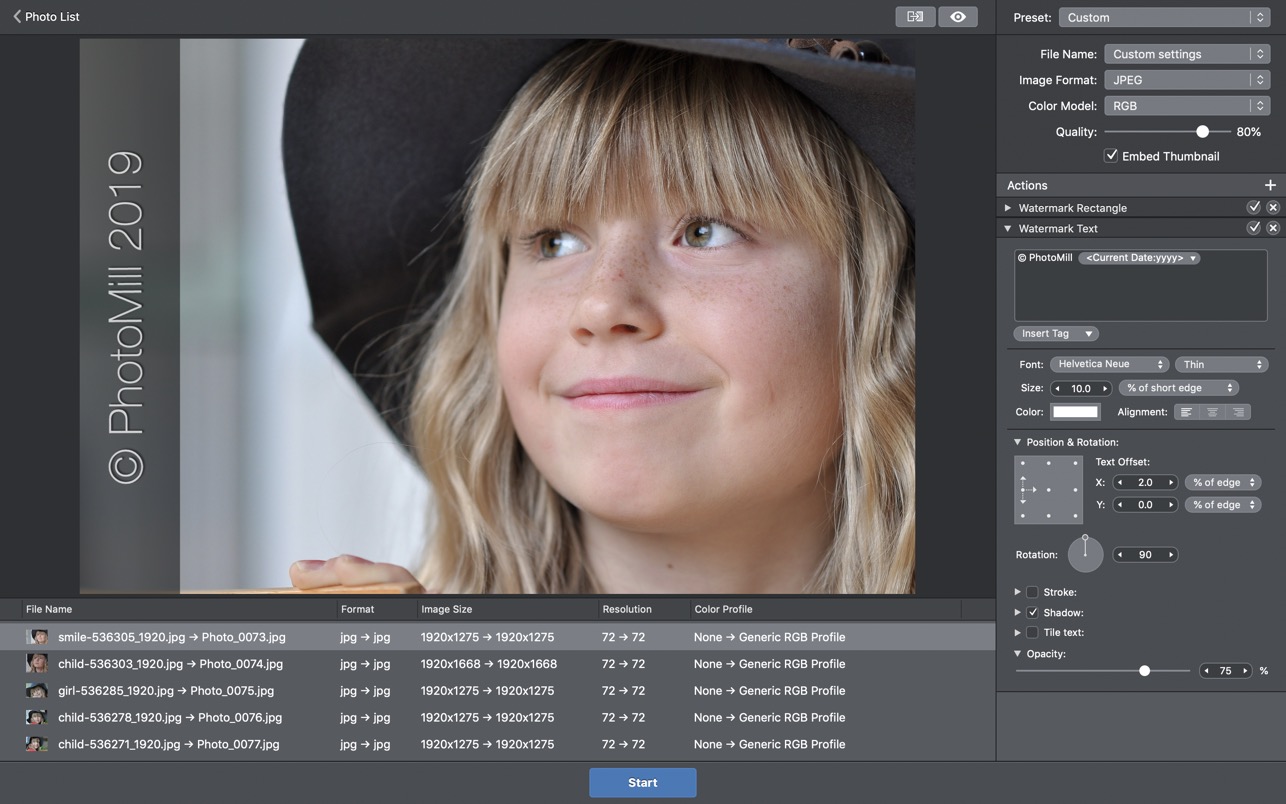 Photo List
Preset: Custom
File Name: Custom settings
Image Format: JPEG
Color Model: RGB
Quality: 80%
Embed Thumbnail
Actions
Watermark Rectangle
Watermark Text
© PhotoMill <Current Date:yyyy>
Insert Tag
Font: Helvetica Neue Thin
Size: 10.0 % of short edge
Color: Alignment:
Position & Rotation:
Text Offset:
X: 2.0 % of edge
Y: 0.0 % of edge
Rotation: 90
Stroke:
Shadow:
Tile text:
Opacity:
75 %
© PhotoMill 2019
File Name Format Image Size Resolution Color Profile
smile-536305_1920.jpg → Photo_0073.jpg jpg → jpg 1920x1275 → 1920x1275 72 → 72 None → Generic RGB Profile
child-536303_1920.jpg → Photo_0074.jpg jpg → jpg 1920x1668 → 1920x1668 72 → 72 None → Generic RGB Profile
girl-536285_1920.jpg → Photo_0075.jpg jpg → jpg 1920x1275 → 1920x1275 72 → 72 None → Generic RGB Profile
child-536278_1920.jpg → Photo_0076.jpg jpg → jpg 1920x1275 → 1920x1275 72 → 72 None → Generic RGB Profile
child-536271_1920.jpg → Photo_0077.jpg jpg → jpg 1920x1275 → 1920x1275 72 → 72 None → Generic RGB Profile
Start